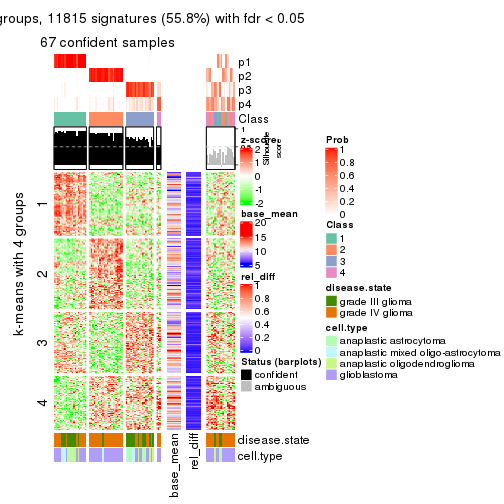 groups, 11815 signatures (55.8%) with fdr < 0.05
67 confident samples
p1
p2
p3
p4
Class
1
Silhouette
score
k-means with 4 groups
1
2
3
4
disease.state
cell.type
base_mean
rel_diff
z-score
2
1
0
-1
-2
base_mean
20
15
10
5
rel_diff
1
0.8
0.6
0.4
0.2
0
Status (barplots)
confident
ambiguous
Prob
1
0.8
0.6
0.4
0.2
0
Class
1
2
3
4
disease.state
grade III glioma
grade IV glioma
cell.type
anaplastic astrocytoma
anaplastic mixed oligo-astrocytoma
anaplastic oligodendroglioma
glioblastoma